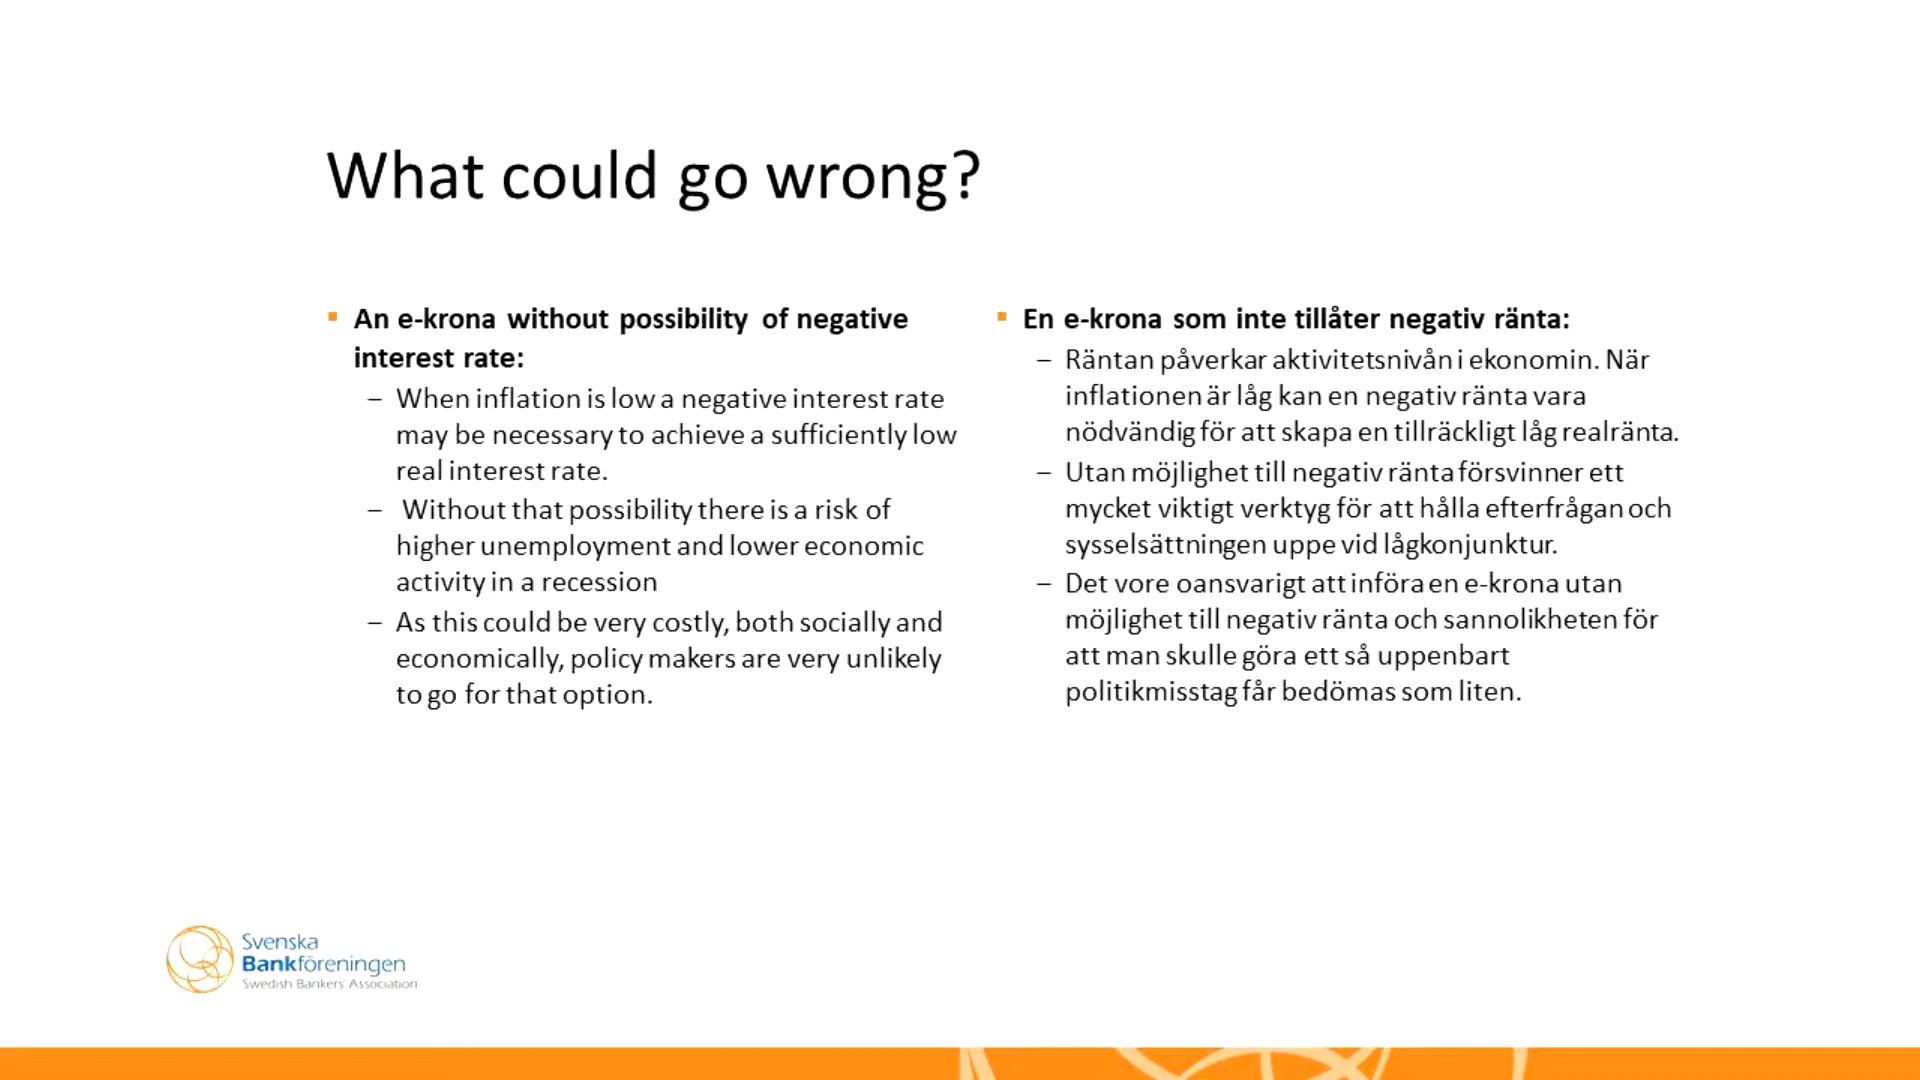 What could go wrong?
▪ An e-krona without possibility of negative
interest rate:
– When inflation is low a negative interest rate
may be necessary to achieve a sufficiently low
real interest rate.
– Without that possibility there is a risk of
higher unemployment and lower economic
activity in a recession
– As this could be very costly, both socially and
economically, policy makers are very unlikely
to go for that option.
▪ En e-krona som inte tillåter negativ ränta:
– Räntan påverkar aktivitetsnivån i ekonomin. När
inflationen är låg kan en negativ ränta vara
nödvändig för att skapa en tillräckligt låg realränta.
– Utan möjlighet till negativ ränta försvinner ett
mycket viktigt verktyg för att hålla efterfrågan och
sysselsättningen uppe vid lågkonjunktur.
– Det vore oansvarigt att införa en e-krona utan
möjlighet till negativ ränta och sannolikheten för
att man skulle göra ett så uppenbart
politikmisstag får bedömas som liten.
Svenska
Bankföreningen
Swedish Bankers' Association